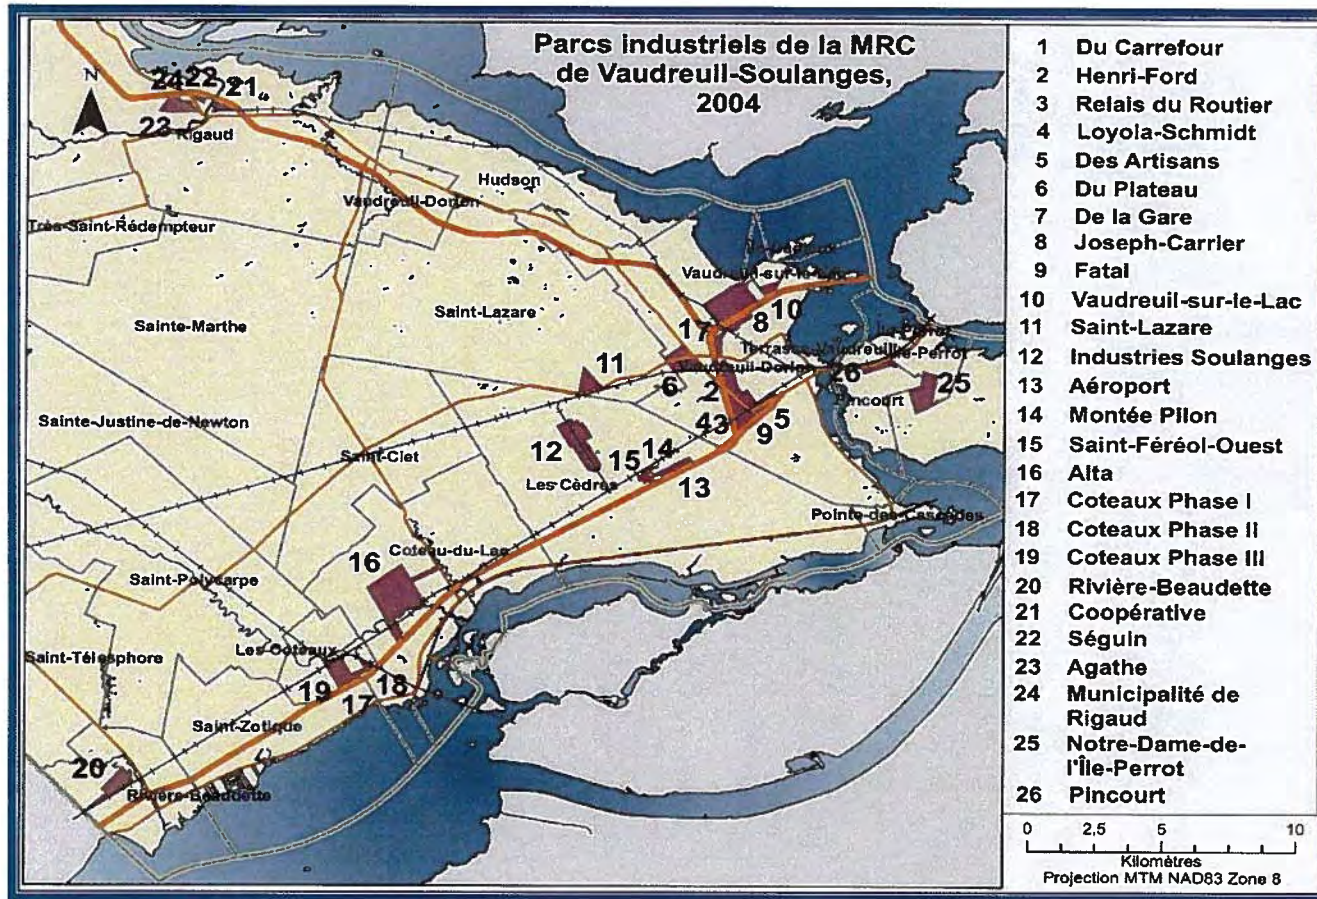 Parcs industriels de la MRC
de Vaudreuil-Soulanges,
2004
N
24 22 21
23
Rigaud
Hudson
Vaudreuil-Dorion
Très-Saint-Rédempteur
Vaudreuil-sur-le-Lac
Saint-Lazare
Sainte-Marthe
17 8 10
Île-Perrot
Terrasse-Vaudreuil
Île-Perrot
Vaudreuil-Dorion
11
6
26
25
Pincourt
2
Sainte-Justine-de-Newton
43 9 5
12
Saint-Clet
15 14
13
Les Cèdres
Pointe-des-Cascades
Coteau-du-Lac
16
Saint-Polycarpe
Les Coteaux
Saint-Télesphore
19
18
17
Saint-Zotique
20
Rivière-Beaudette
1 Du Carrefour
2 Henri-Ford
3 Relais du Routier
4 Loyola-Schmidt
5 Des Artisans
6 Du Plateau
7 De la Gare
8 Joseph-Carrier
9 Fatal
10 Vaudreuil-sur-le-Lac
11 Saint-Lazare
12 Industries Soulanges
13 Aéroport
14 Montée Pilon
15 Saint-Féréol-Ouest
16 Alta
17 Coteaux Phase I
18 Coteaux Phase II
19 Coteaux Phase III
20 Rivière-Beaudette
21 Coopérative
22 Séguin
23 Agathe
24 Municipalité de
Rigaud
25 Notre-Dame-de-
l'Île-Perrot
26 Pincourt
0 2,5 5 10
Kilomètres
Projection MTM NAD83 Zone 8